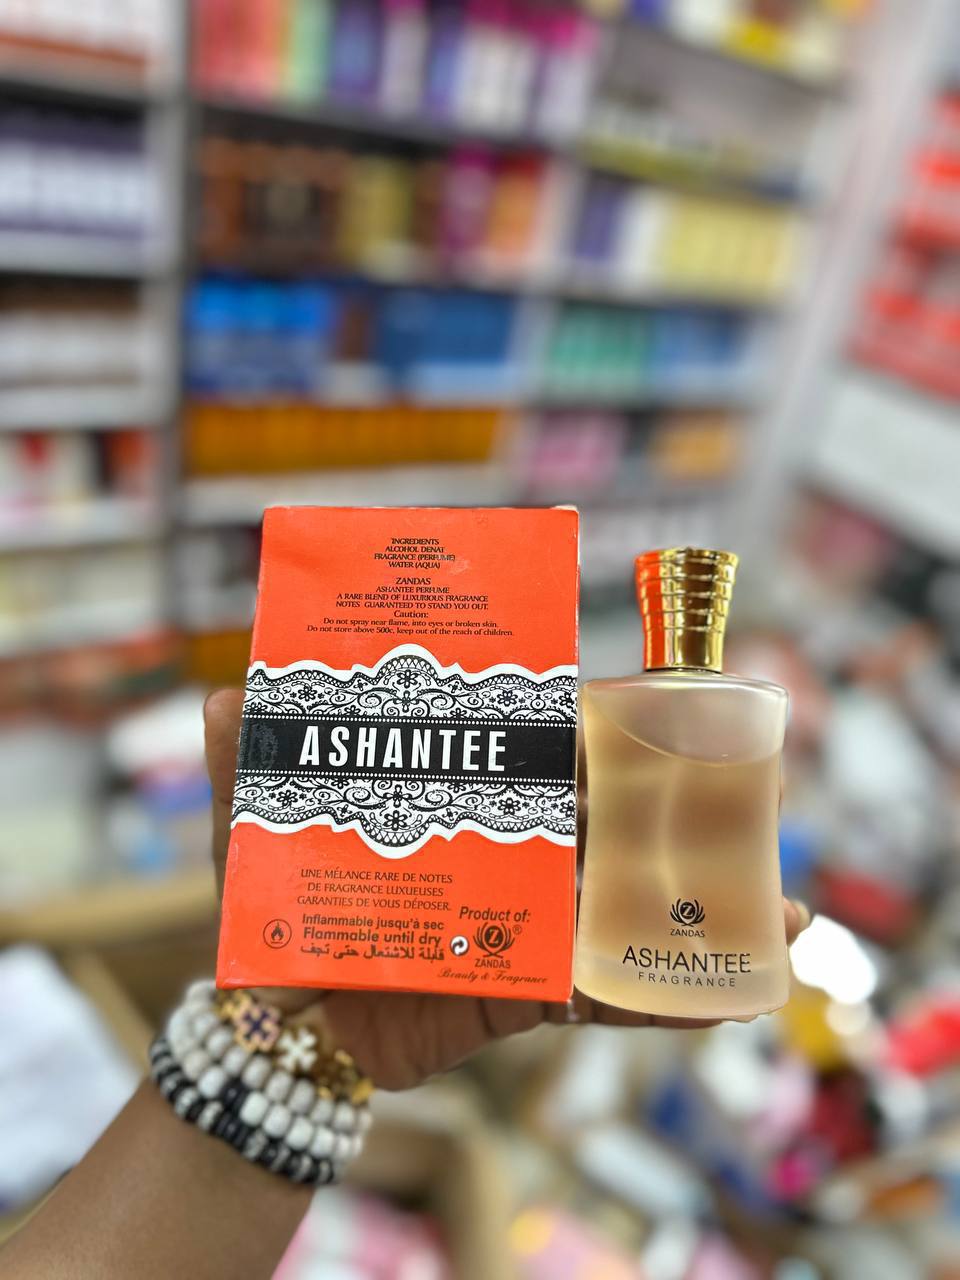 INGREDIENTS
ALCOHOL DENAT
FRAGRANCE (PERFUME)
WATER (AQUA)
ZANDAS
ASHANTEE PERFUME
A RARE BLEND OF LUXURIOUS FRAGRANCE
NOTES GUARANTEED TO STAND YOU OUT.
Caution:
Do not spray near flame, into eyes or broken skin.
Do not store above 500c, keep out of the reach of children.
ASHANTEE
UNE MÉLANCE RARE DE NOTES
DE FRAGRANCE LUXUEUSES
GARANTIES DE VOUS DÉPOSER.
Inflammable jusqu'à sec
Flammable until dry
قابلة للاشتعال حتى تجف
Product of:
Z
®
ZANDAS
Beauty & Fragrance
Z
ZANDAS
ASHANTEE
FRAGRANCE